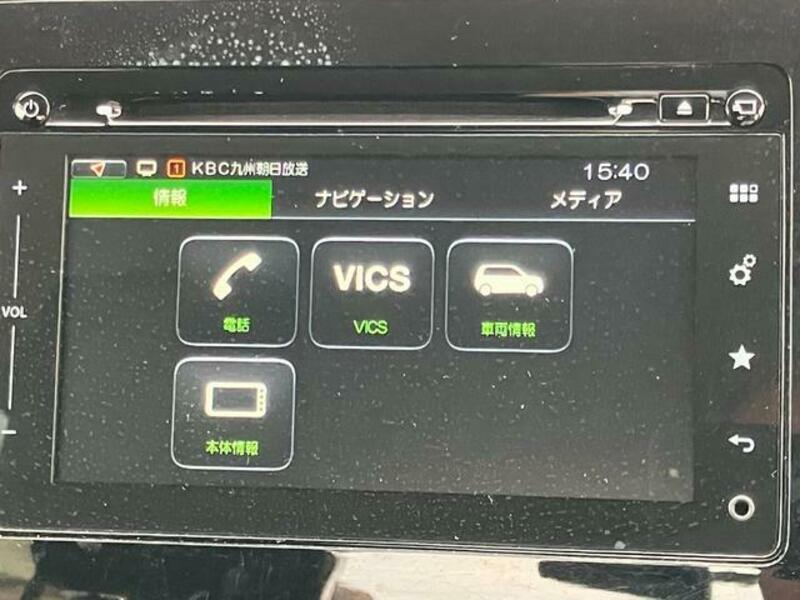 1 KBC九州朝日放送 15:40
情報 ナビゲーション メディア
+
VOL
-
VICS
電話 VICS 車両情報
本体情報